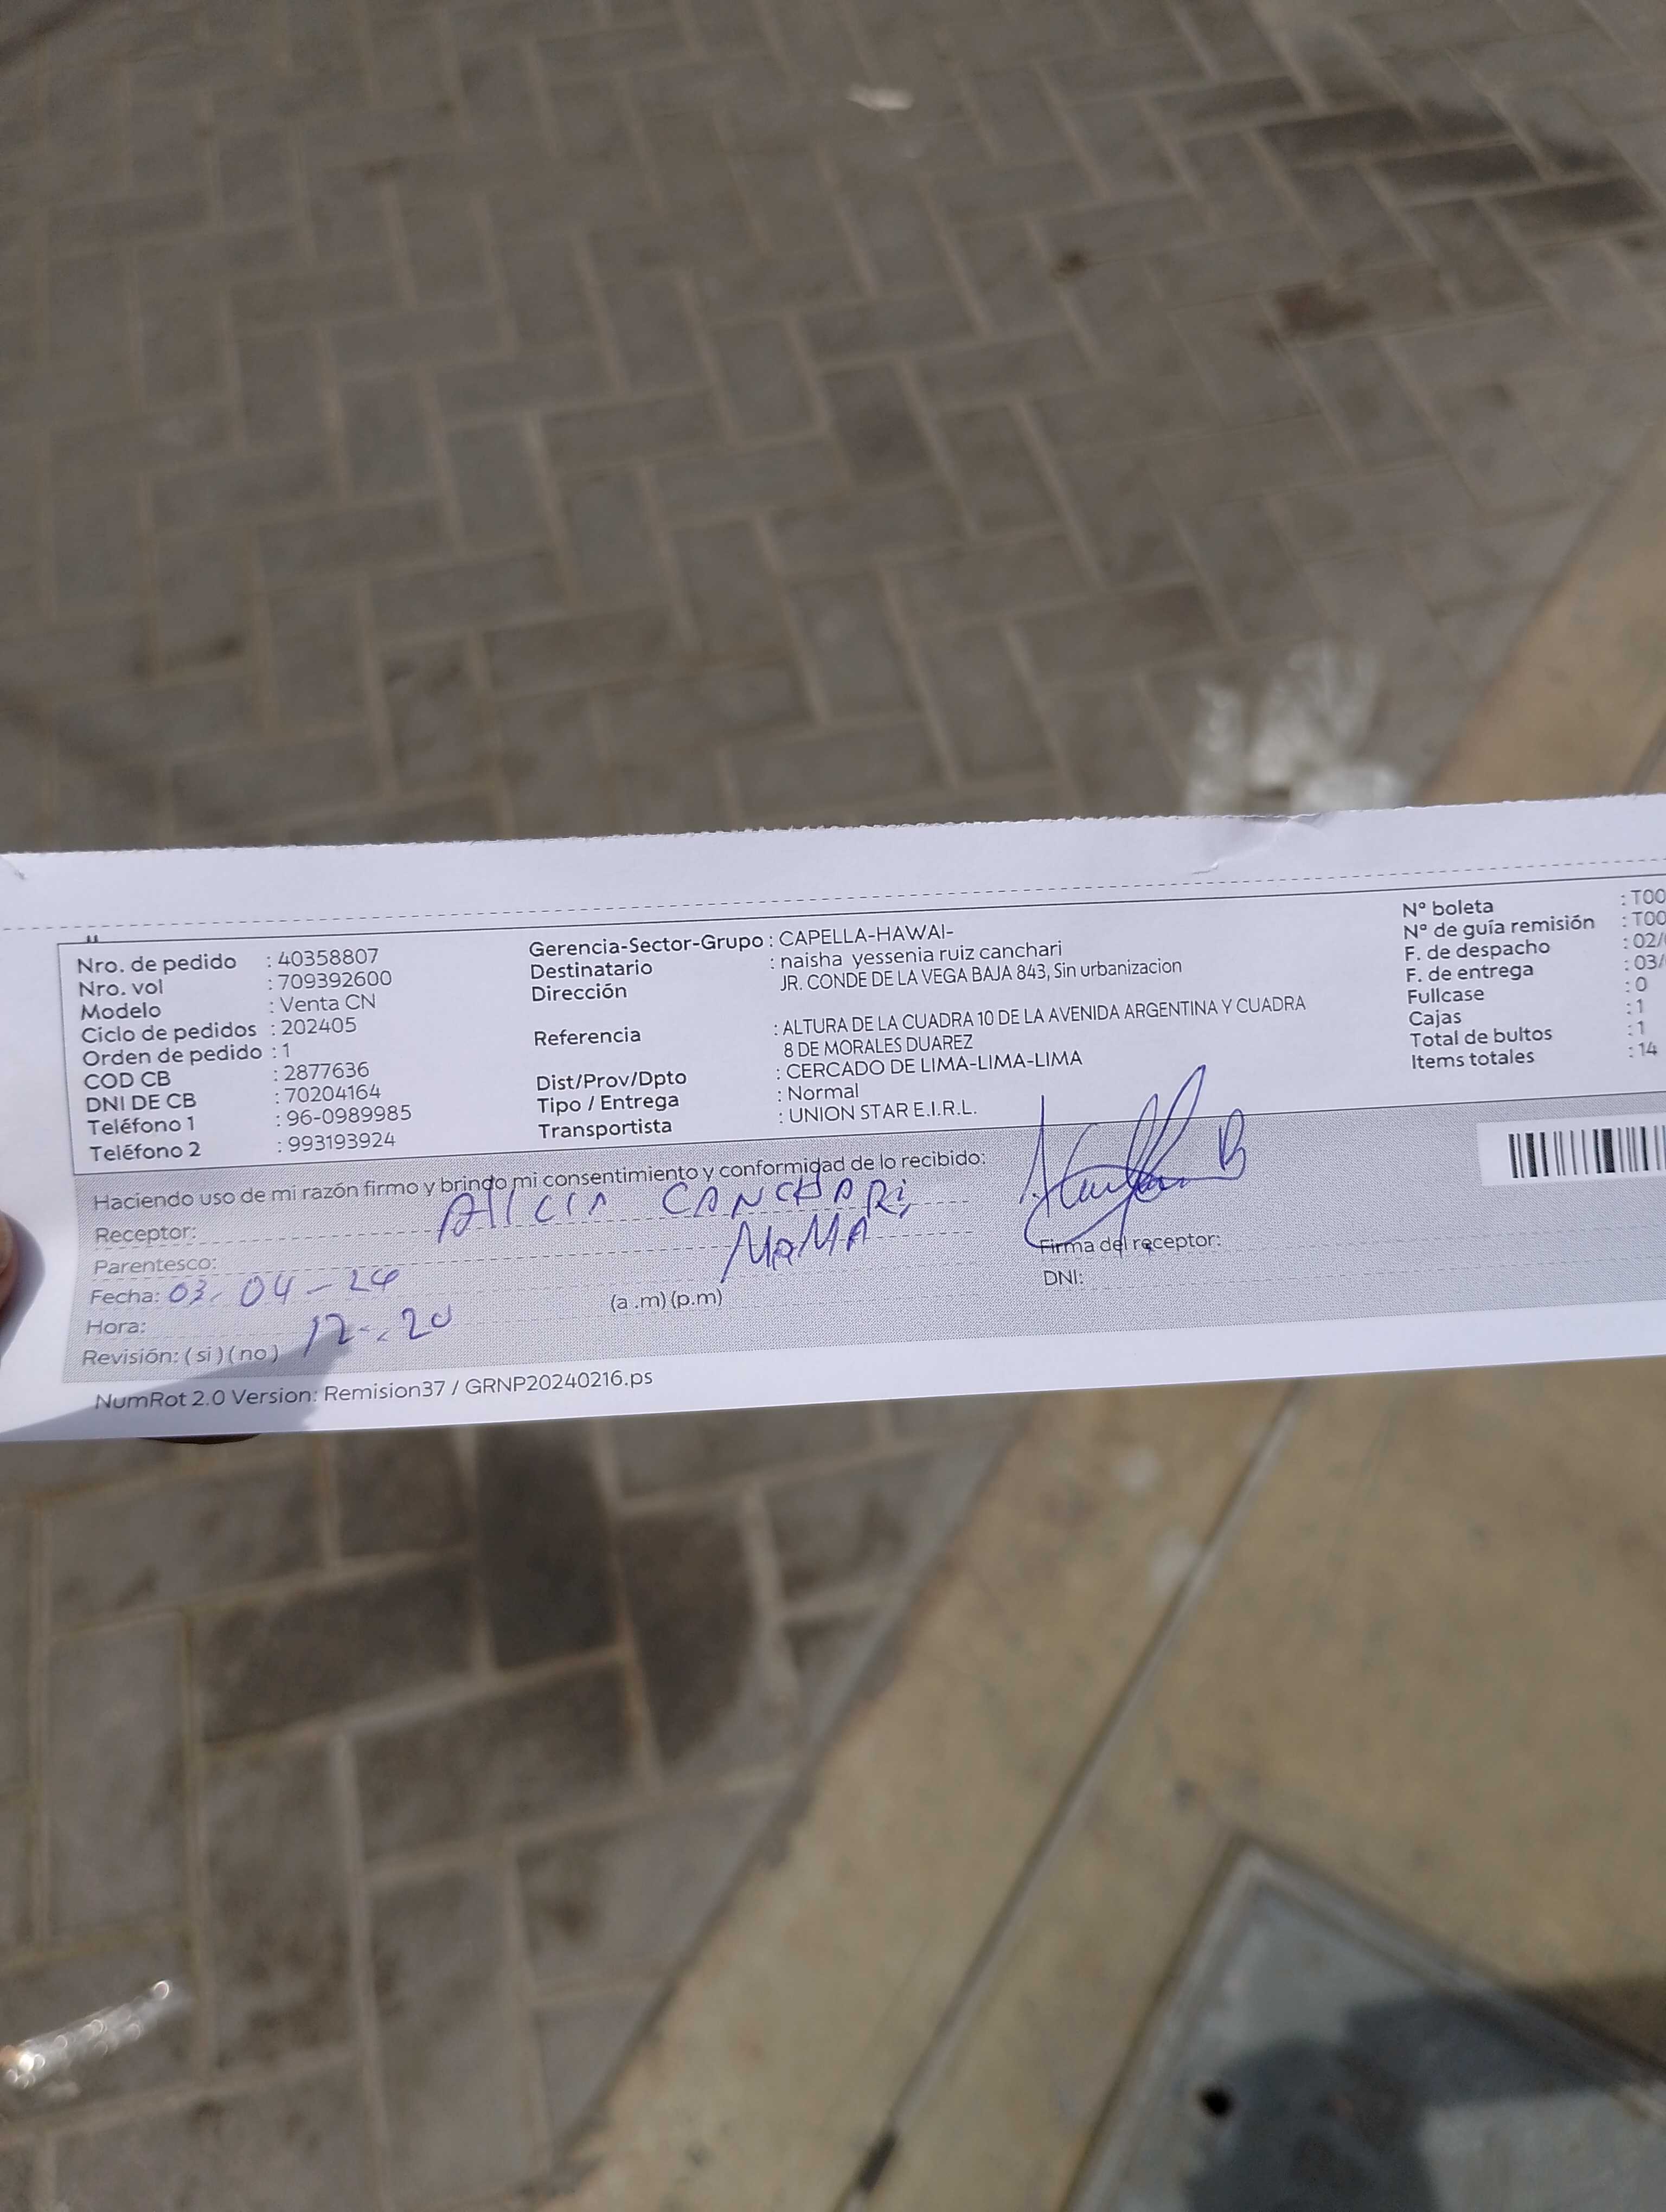 Nro. de pedido : 40358807
Nro. vol : 709392600
Modelo : Venta CN
Ciclo de pedidos : 202405
Orden de pedido : 1
COD CB : 2877636
DNI DE CB : 70204164
Teléfono 1 : 96-0989985
Teléfono 2 : 993193924
Gerencia-Sector-Grupo : CAPELLA-HAWAI-
Destinatario : naisha yessenia ruiz canchari
Dirección JR. CONDE DE LA VEGA BAJA 843, Sin urbanizacion
Referencia : ALTURA DE LA CUADRA 10 DE LA AVENIDA ARGENTINA Y CUADRA
8 DE MORALES DUAREZ
Dist/Prov/Dpto : CERCADO DE LIMA-LIMA-LIMA
Tipo / Entrega : Normal
Transportista : UNION STAR E.I.R.L.
N° boleta : T00
N° de guía remisión : T00
F. de despacho : 02/
F. de entrega : 03/
Fullcase : 0
Cajas : 1
Total de bultos : 1
Items totales : 14
Haciendo uso de mi razón firmo y brindo mi consentimiento y conformidad de lo recibido:
Receptor: ALICIA CANCHARi
Parentesco: MAMA
Fecha: 03-04-24
Hora: 12:20 (a .m) (p.m)
Revisión: ( si ) ( no )
Firma del receptor:
DNI:
NumRot 2.0 Version: Remision37 / GRNP20240216.ps